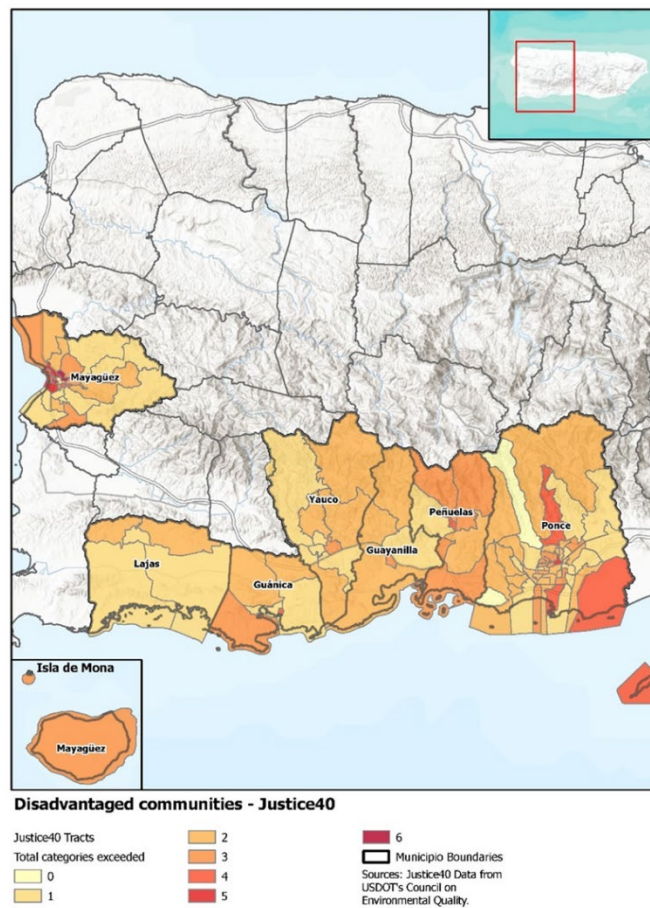 Mayagüez
Yauco
Peñuelas
Ponce
Guayanilla
Lajas
Guánica
Isla de Mona
Mayagüez
Disadvantaged communities - Justice40
Justice40 Tracts
Total categories exceeded
0
1
2
3
4
5
6
Municipio Boundaries
Sources: Justice40 Data from
USDOT's Council on
Environmental Quality.